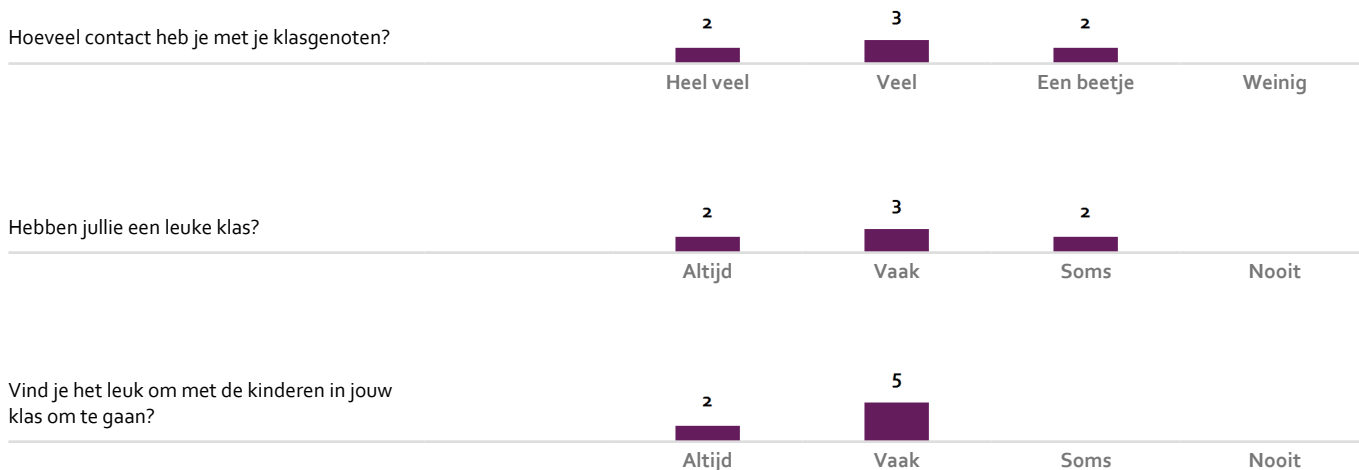 Hoeveel contact heb je met je klasgenoten?
2 3 2
Heel veel Veel Een beetje Weinig
Hebben jullie een leuke klas?
2 3 2
Altijd Vaak Soms Nooit
Vind je het leuk om met de kinderen in jouw
klas om te gaan?
2 5
Altijd Vaak Soms Nooit